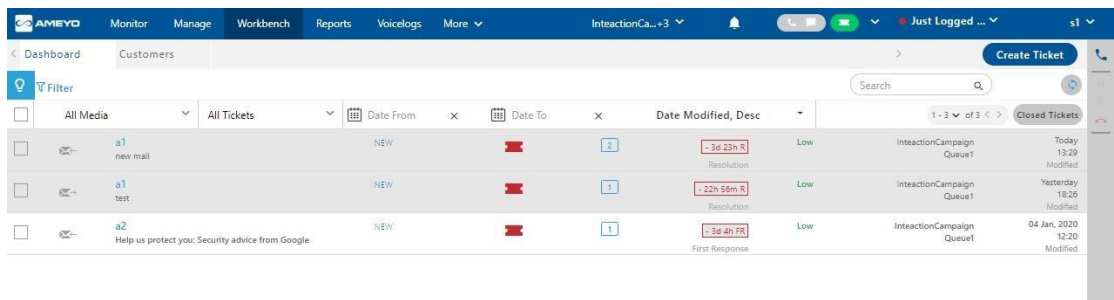 AMEYO Monitor Manage Workbench Reports Voicelogs More InteactionCa...+3 Just Logged ... s1
Dashboard Customers Create Ticket
Filter Search
All Media All Tickets Date From Date To Date Modified, Desc 1 - 3 of 3 Closed Tickets
a1 NEW 2 - 3d 23h R Low InteactionCampaign Today
new mail Queue1 13:29
Resolution Modified
a1 NEW 1 - 22h 56m R Low InteactionCampaign Yesterday
test Queue1 18:26
Resolution Modified
a2 NEW 1 - 3d 4h FR Low InteactionCampaign 04 Jan, 2020
Help us protect you: Security advice from Google Queue1 12:20
First Response Modified